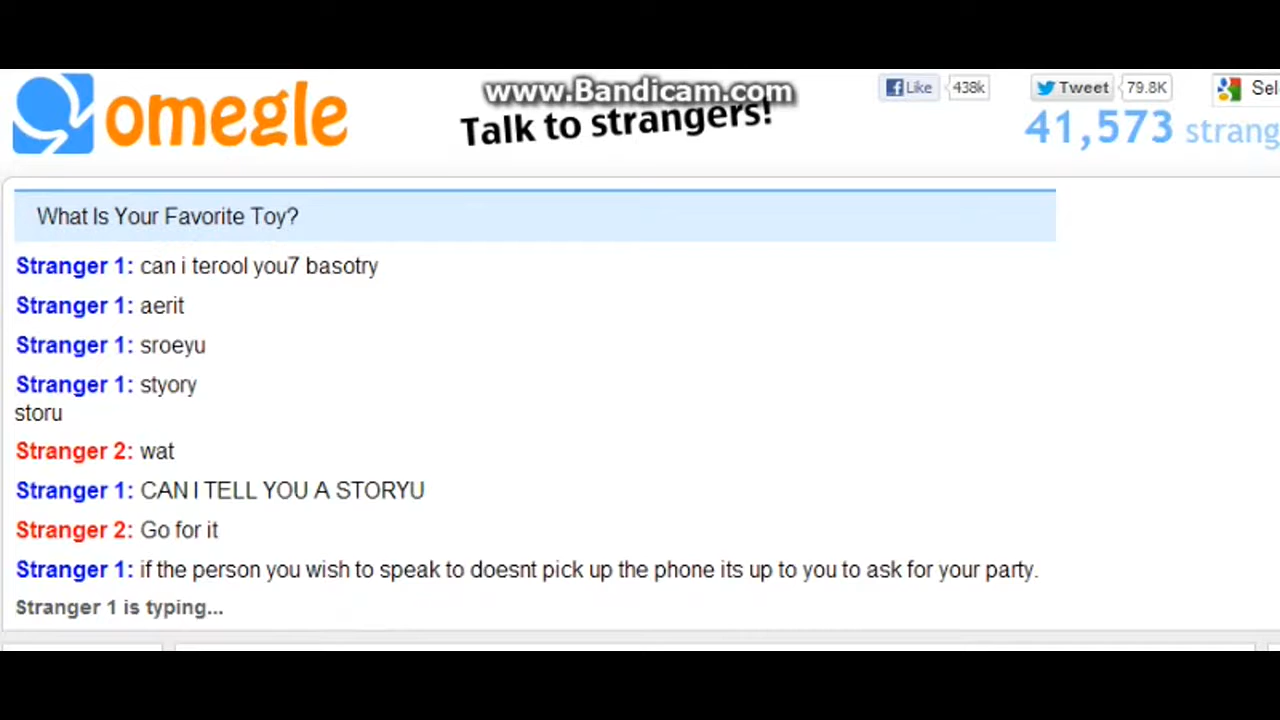 www.Bandicam.com
omegle
Talk to strangers!
Like 438k
Tweet 79.8K
Sel
41,573 strang
What Is Your Favorite Toy?
Stranger 1: can i terool you7 basotry
Stranger 1: aerit
Stranger 1: sroeyu
Stranger 1: styory
storu
Stranger 2: wat
Stranger 1: CAN I TELL YOU A STORYU
Stranger 2: Go for it
Stranger 1: if the person you wish to speak to doesnt pick up the phone its up to you to ask for your party.
Stranger 1 is typing...